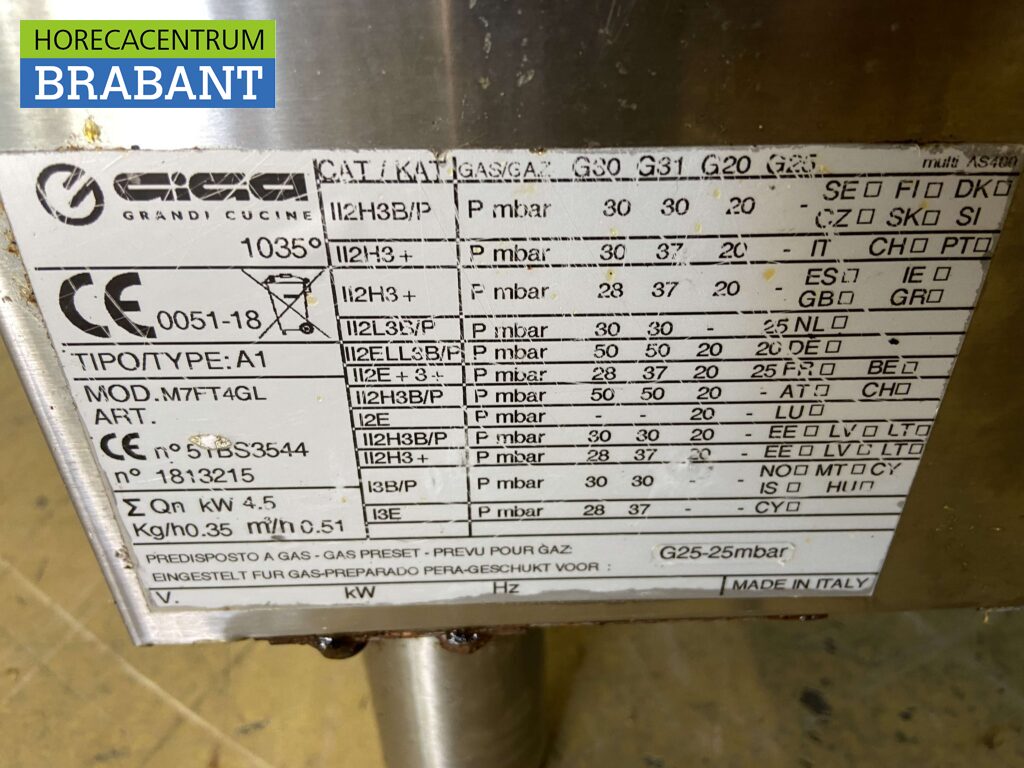 HORECACENTRUM
BRABANT
GIGA
GRANDI CUCINE
1035°
CE 0051-18
TIPO/TYPE: A1
MOD. M7FT4GL
ART.
CE n° 51BS3544
n° 1813215
Σ Qn kW 4.5
Kg/h 0.35 m³/h 0.51
CAT / KAT GAS/GAZ G30 G31 G20 G25 multi AS400
II2H3B/P P mbar 30 30 20 - SE□ FI□ DK□
CZ□ SK□ SI
II2H3+ P mbar 30 37 20 - IT CH□ PT□
II2H3+ P mbar 28 37 20 - ES□ IE□
GB□ GR□
II2L3B/P P mbar 30 30 - 25 NL□
II2ELL3B/P P mbar 50 50 20 20 DE□
II2E+3+ P mbar 28 37 20 25 FR□ BE□
II2H3B/P P mbar 50 50 20 - AT□ CH□
I2E P mbar - - 20 - LU□
II2H3B/P P mbar 30 30 20 - EE□ LV□ LT□
II2H3+ P mbar 28 37 20 - EE□ LV□ LT□
I3B/P P mbar 30 30 - - NO□ MT□ CY
IS□ HU□
I3E P mbar 28 37 - - CY□
PREDISPOSTO A GAS - GAS PRESET - PREVU POUR GAZ: G25-25mbar
EINGESTELT FUR GAS-PREPARADO PERA-GESCHUKT VOOR :
V. kW Hz MADE IN ITALY